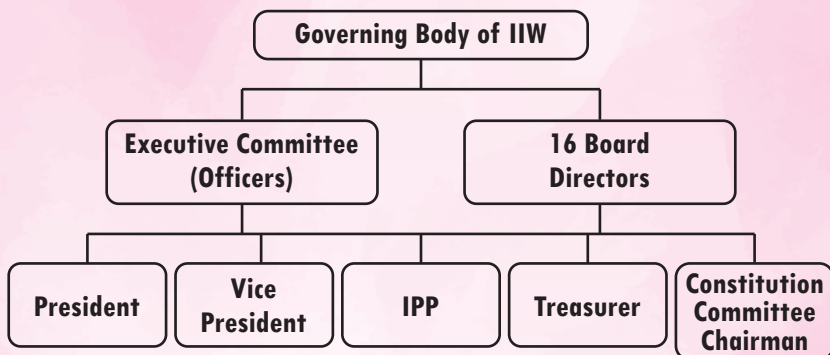 Governing Body of IIW
Executive Committee
(Officers)
16 Board
Directors
President
Vice
President
IPP
Treasurer
Constitution
Committee
Chairman